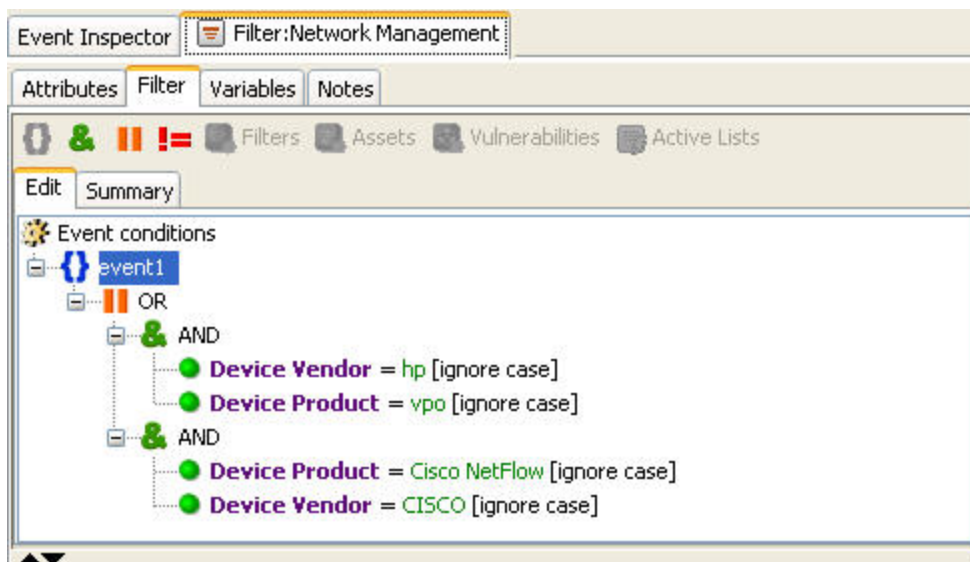 Event Inspector Filter:Network Management
Attributes Filter Variables Notes
{} & || != Filters Assets Vulnerabilities Active Lists
Edit Summary
Event conditions
{} event1
|| OR
& AND
Device Vendor = hp [ignore case]
Device Product = vpo [ignore case]
& AND
Device Product = Cisco NetFlow [ignore case]
Device Vendor = CISCO [ignore case]